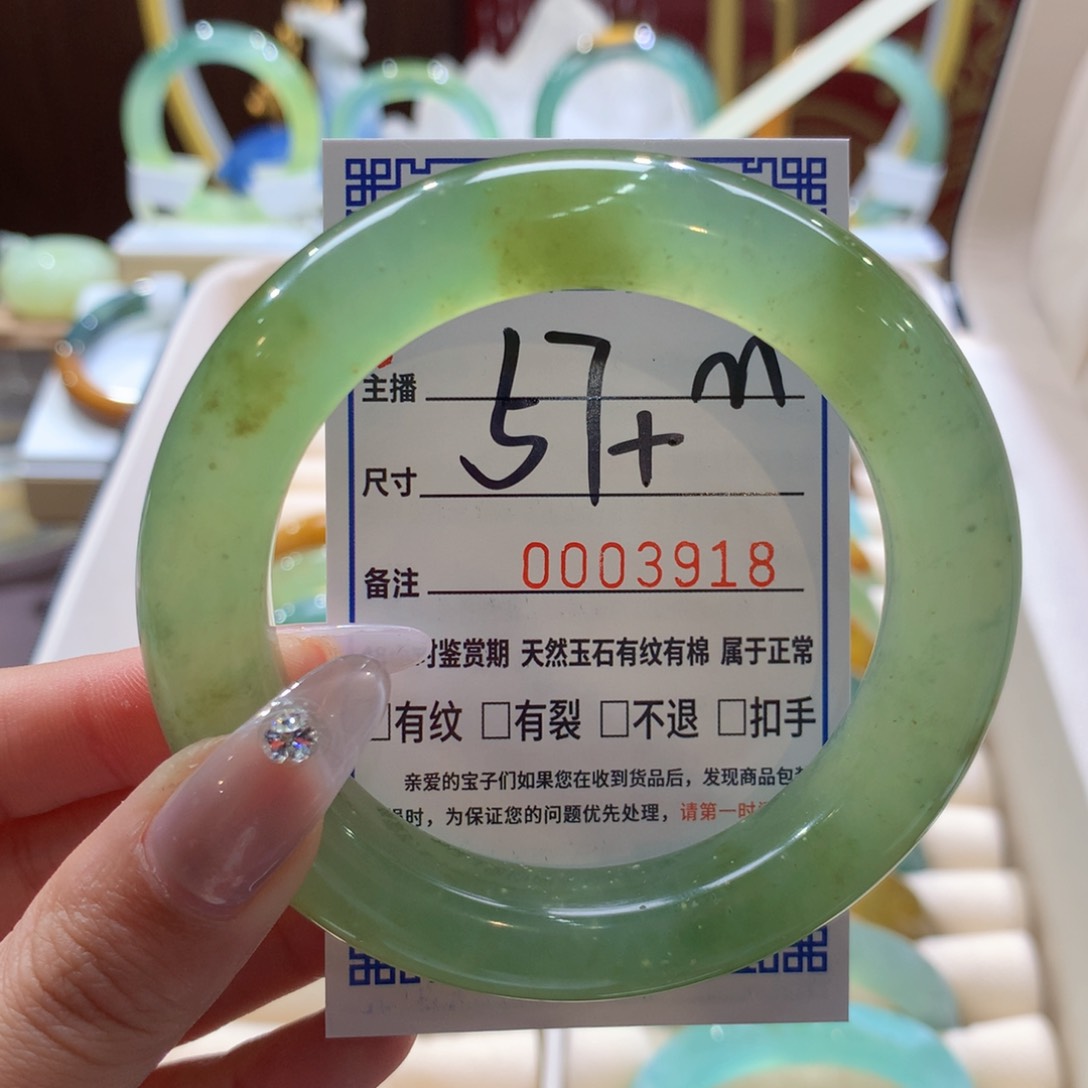 主播 57+ m
尺寸
备注 0003918
时鉴赏期 天然玉石有纹有棉 属于正常
□有纹 □有裂 □不退 □扣手
亲爱的宝子们如果您在收到货品后，发现商品包
时，为保证您的问题优先处理，请第一时